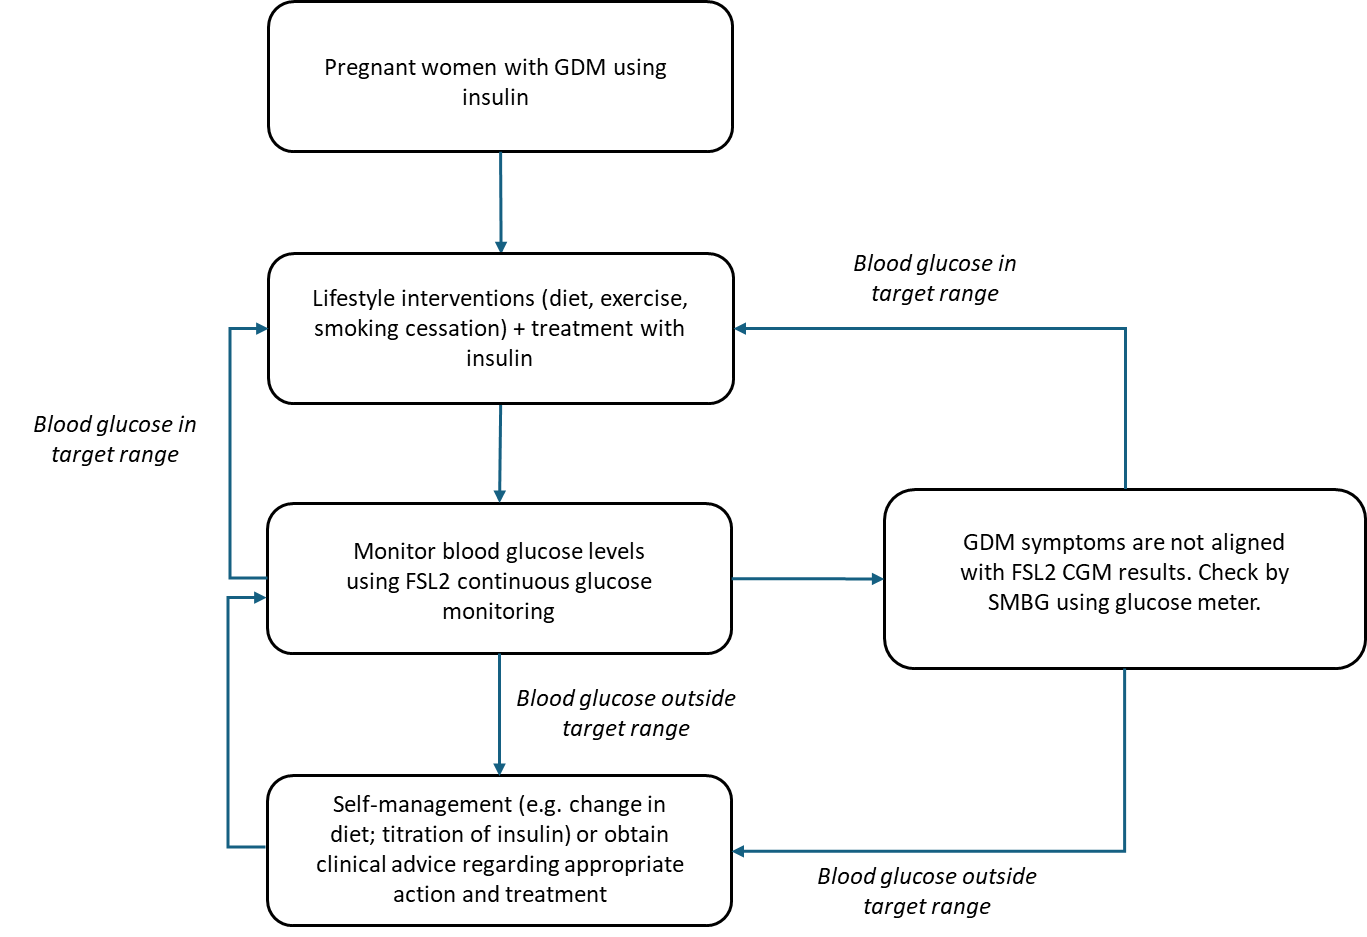 Pregnant women with GDM using
insulin
Blood glucose in
target range
Lifestyle interventions (diet, exercise,
smoking cessation) + treatment with
insulin
Blood glucose in
target range
Monitor blood glucose levels
using FSL2 continuous glucose
monitoring
GDM symptoms are not aligned
with FSL2 CGM results. Check by
SMBG using glucose meter.
Blood glucose outside
target range
Self-management (e.g. change in
diet; titration of insulin) or obtain
clinical advice regarding appropriate
action and treatment
Blood glucose outside
target range